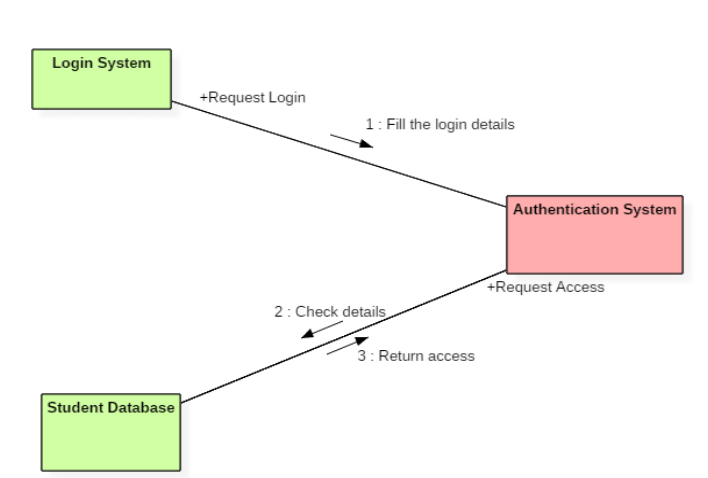 Login System
+Request Login
1 : Fill the login details
Authentication System
+Request Access
2 : Check details
3 : Return access
Student Database